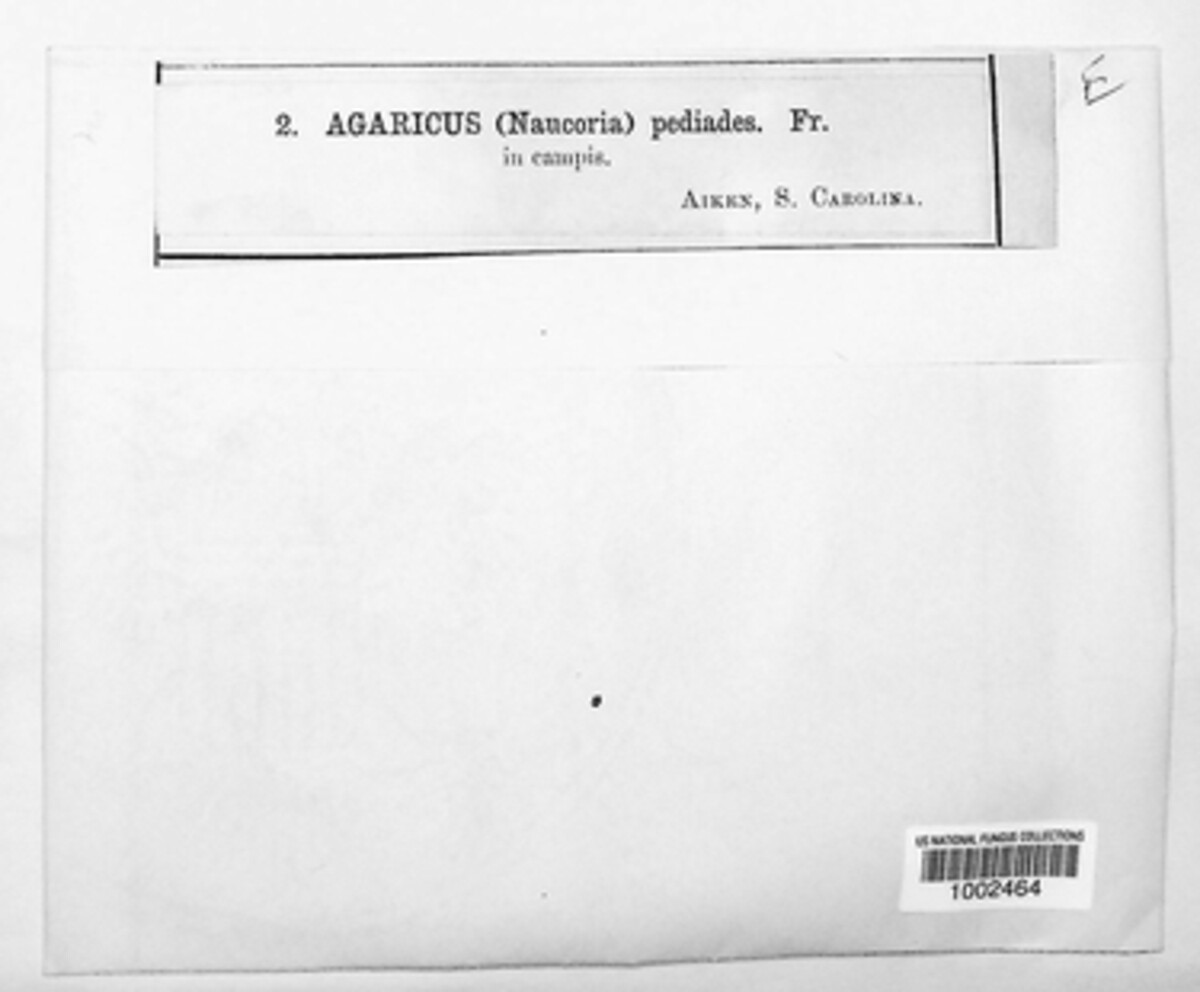 2. AGARICUS (Naucoria) pediades. Fr.
in campis.
AIKEN, S. CAROLINA.
E
US NATIONAL FUNGUS COLLECTIONS
1002464